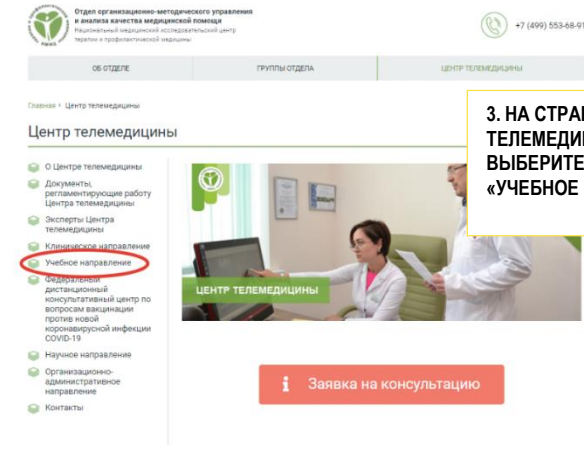 Отдел организационно-методического управления
и анализа качества медицинской помощи
Национальный медицинский исследовательский центр
терапии и профилактической медицины
+7 (499) 553-68-91
ОБ ОТДЕЛЕ
ГРУППЫ ОТДЕЛА
ЦЕНТР ТЕЛЕМЕДИЦИНЫ
Главная
Центр телемедицины
Центр телемедицины
3. НА СТРА
ТЕЛЕМЕДИ
ВЫБЕРИТЕ
«УЧЕБНОЕ
О Центре телемедицины
Документы,
регламентирующие работу
Центра телемедицины
Эксперты Центра
телемедицины
Клиническое направление
Учебное направление
Федеральный
дистанционный
консультативный центр по
вопросам вакцинации
против новой
коронавирусной инфекции
COVID-19
Научное направление
Организационно-
административное
направление
Контакты
ЦЕНТР ТЕЛЕМЕДИЦИНЫ
Заявка на консультацию